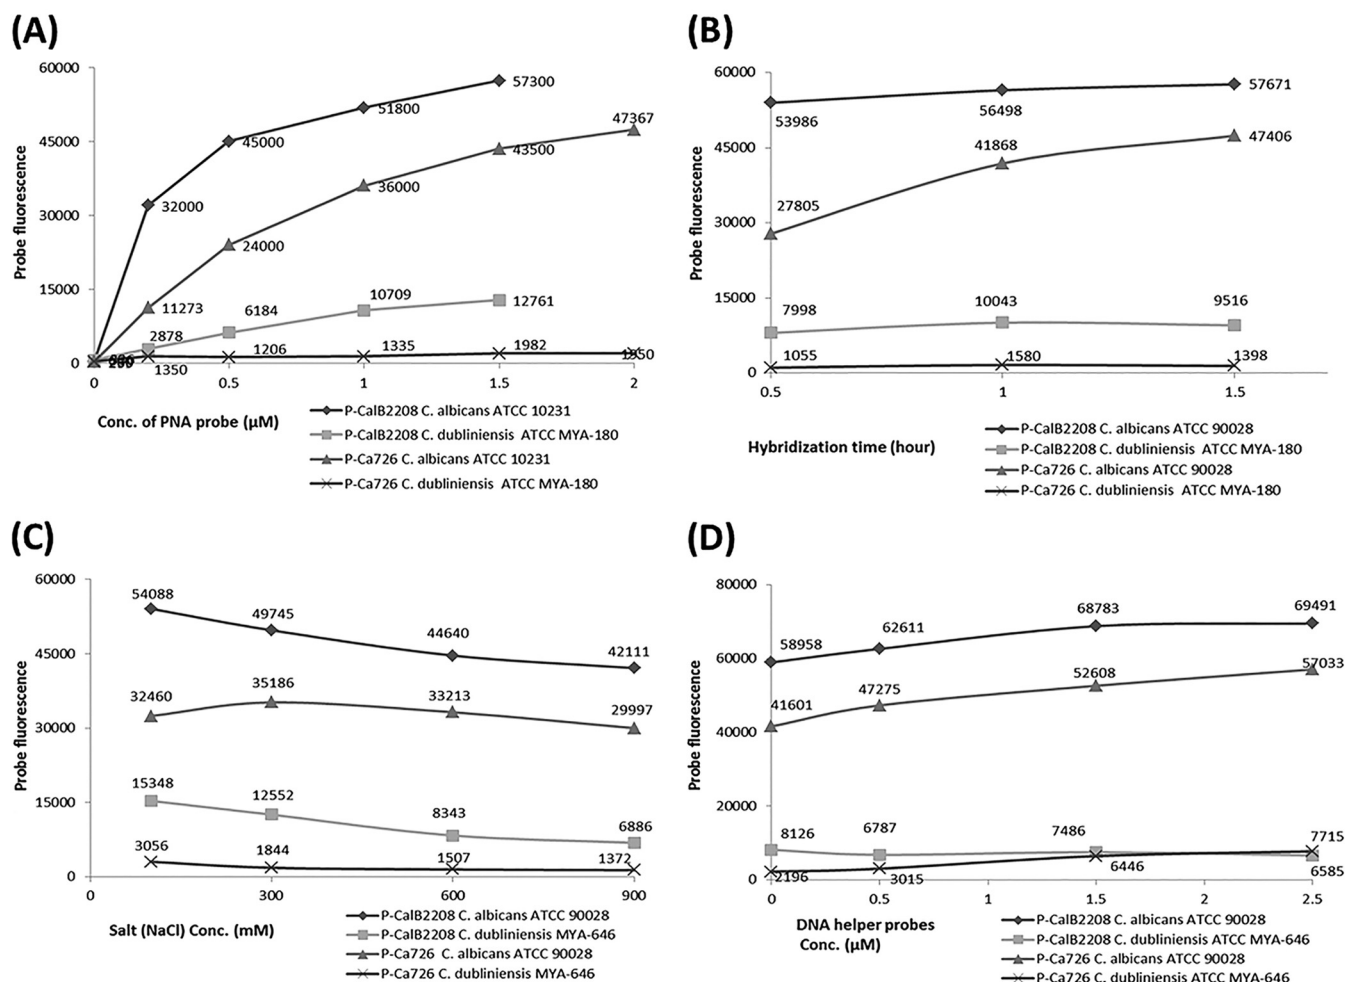 (A)
60000
45000
30000
15000
0
Probe fluorescence
57300
51800
45000
32000
47367
43500
36000
24000
11273
12761
10709
6184
2878
1350
1206
1335
1982
1950
0 0.5 1 1.5 2
Conc. of PNA probe (µM)
P-CalB2208 C. albicans ATCC 10231
P-CalB2208 C. dubliniensis ATCC MYA-180
P-Ca726 C. albicans ATCC 10231
P-Ca726 C. dubliniensis ATCC MYA-180
(B)
60000
45000
30000
15000
0
Probe fluorescence
53986
56498
57671
27805
41868
47406
7998
10043
9516
1055
1580
1398
0.5 1 1.5
Hybridization time (hour)
P-CalB2208 C. albicans ATCC 90028
P-CalB2208 C. dubliniensis ATCC MYA-180
P-Ca726 C. albicans ATCC 90028
P-Ca726 C. dubliniensis ATCC MYA-180
(C)
60000
45000
30000
15000
0
Probe fluorescence
54088
49745
44640
42111
32460
35186
33213
29997
15348
12552
8343
6886
3056
1844
1507
1372
0 300 600 900
Salt (NaCl) Conc. (mM)
P-CalB2208 C. albicans ATCC 90028
P-CalB2208 C. dubliniensis MYA-646
P-Ca726 C. albicans ATCC 90028
P-Ca726 C. dubliniensis MYA-646
(D)
80000
60000
40000
20000
0
Probe fluorescence
58958
62611
68783
69491
41601
47275
52608
57033
8126
6787
7486
6585
2196
3015
6446
7715
0 0.5 1 1.5 2 2.5
DNA helper probes
Conc. (µM)
P-CalB2208 C. albicans ATCC 90028
P-CalB2208 C. dubliniensis ATCC MYA-646
P-Ca726 C. albicans ATCC 90028
P-Ca726 C. dubliniensis ATCC MYA-646